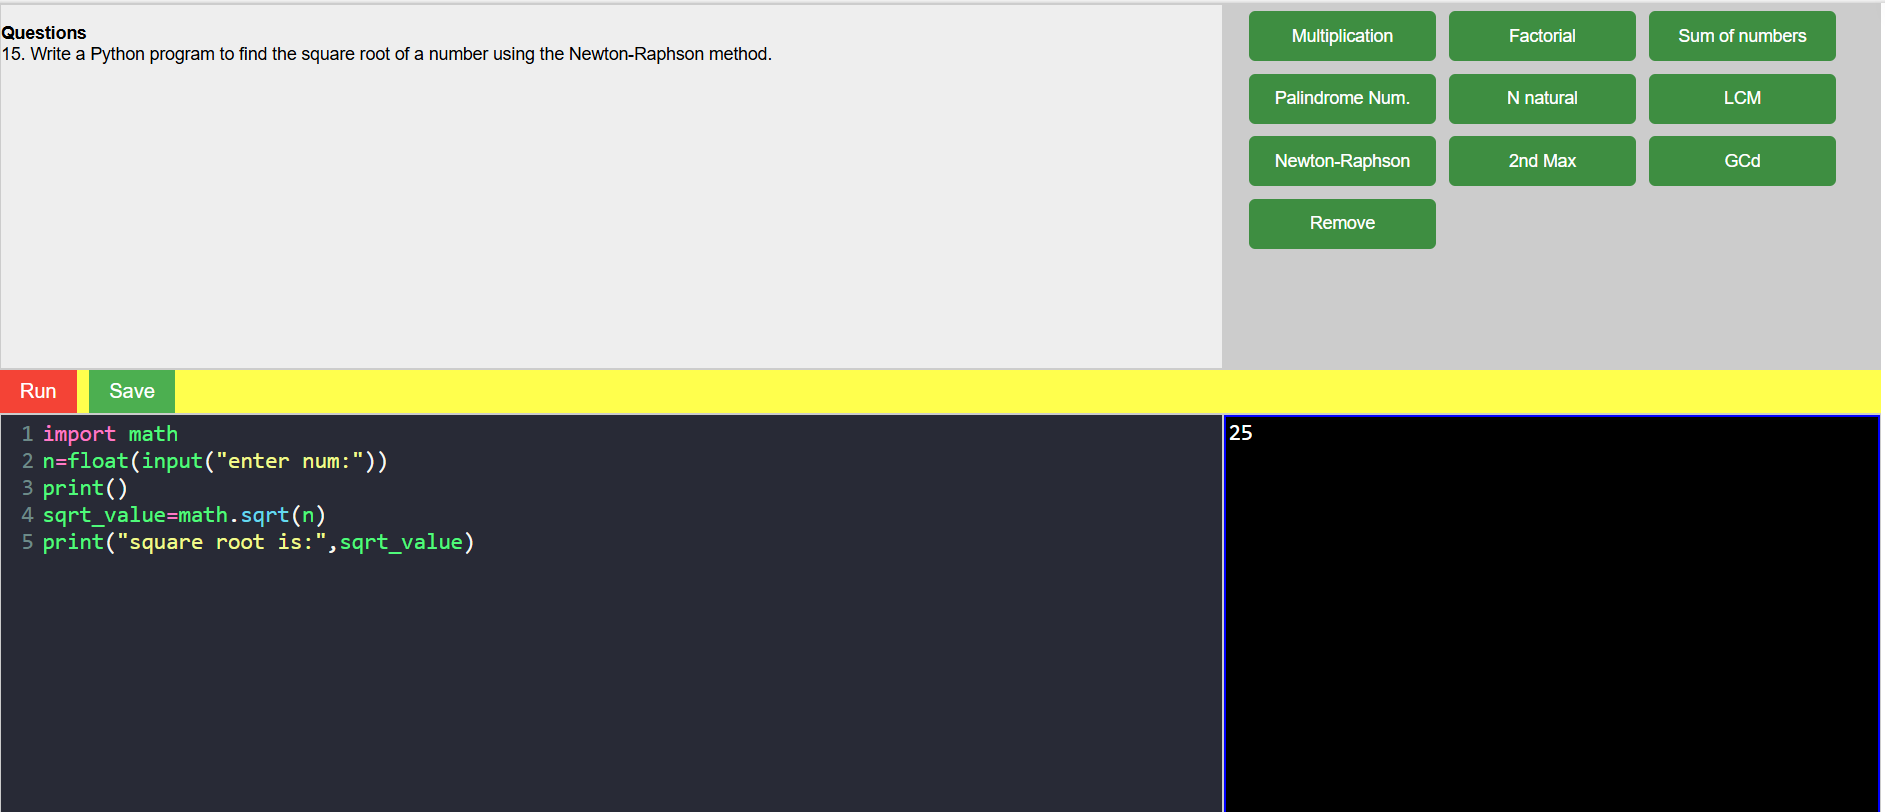 Questions
15. Write a Python program to find the square root of a number using the Newton-Raphson method.
Multiplication
Factorial
Sum of numbers
Palindrome Num.
N natural
LCM
Newton-Raphson
2nd Max
GCd
Remove
Run
Save
1 import math
2 n=float(input("enter num:"))
3 print()
4 sqrt_value=math.sqrt(n)
5 print("square root is:",sqrt_value)
25